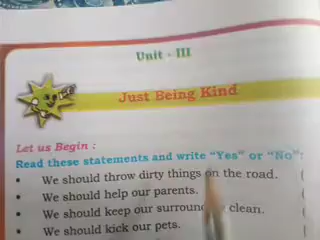 Unit - III
Just Being Kind
Let us Begin :
Read these statements and write "Yes" or "No":
• We should throw dirty things on the road. (
• We should help our parents. (
• We should keep our surroun clean. (
• We should kick our pets.